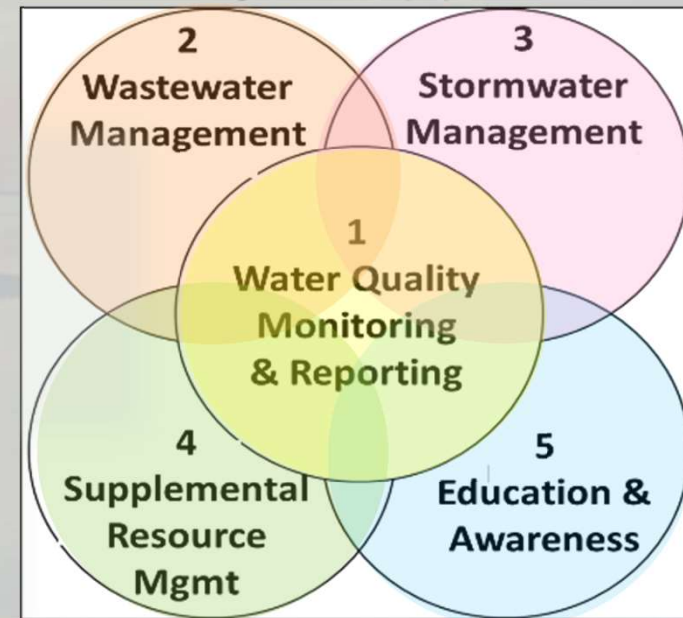 2
Wastewater
Management
3
Stormwater
Management
1
Water Quality
Monitoring
& Reporting
4
Supplemental
Resource
Mgmt
5
Education &
Awareness